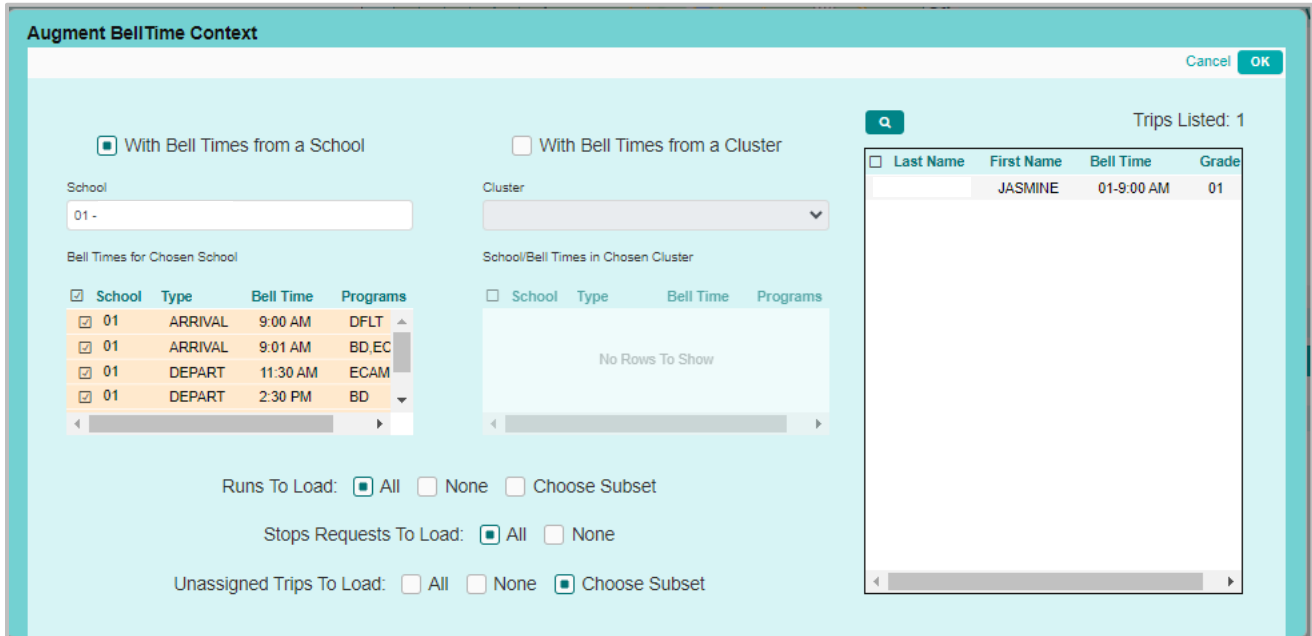 Augment BellTime Context
Cancel OK
With Bell Times from a School
With Bell Times from a Cluster
Trips Listed: 1
School
01 -
Cluster
Bell Times for Chosen School
School/Bell Times in Chosen Cluster
School Type Bell Time Programs
01 ARRIVAL 9:00 AM DFLT
01 ARRIVAL 9:01 AM BD,EC
01 DEPART 11:30 AM ECAM
01 DEPART 2:30 PM BD
School Type Bell Time Programs
No Rows To Show
Last Name First Name Bell Time Grade
JASMINE 01-9:00 AM 01
Runs To Load: All None Choose Subset
Stops Requests To Load: All None
Unassigned Trips To Load: All None Choose Subset